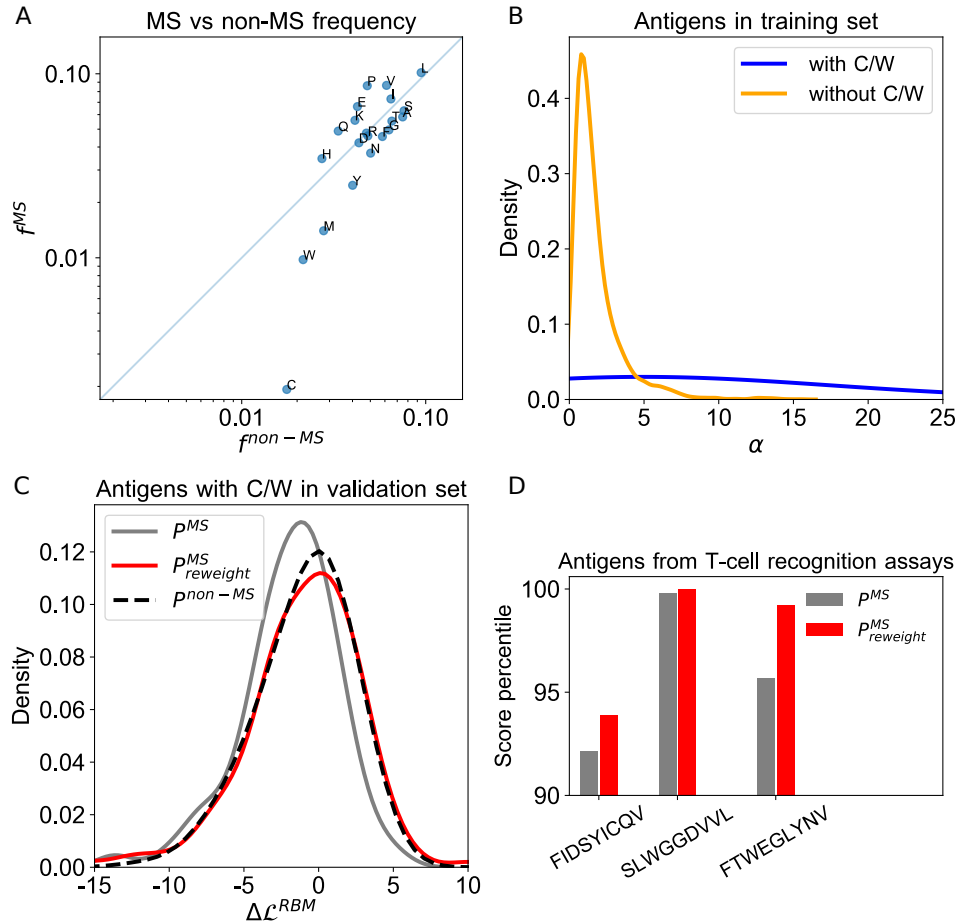 A
MS vs non-MS frequency
0.10
0.01
f^MS
L
P
V
I
E
S
A
K
T
G
Q
R
F
D
N
H
Y
M
W
C
0.01
0.10
f^non−MS
B
Antigens in training set
with C/W
without C/W
0.4
0.3
0.2
0.1
0.0
Density
0
5
10
15
20
25
α
C
Antigens with C/W in validation set
P^MS
P^MS_reweight
P^non−MS
0.12
0.10
0.08
0.06
0.04
0.02
0.00
Density
-15
-10
-5
0
5
10
Δℒ^RBM
D
Antigens from T-cell recognition assays
P^MS
P^MS_reweight
100
95
90
Score percentile
FIDSYICQV
SLWGGDVVL
FTWEGLYNV